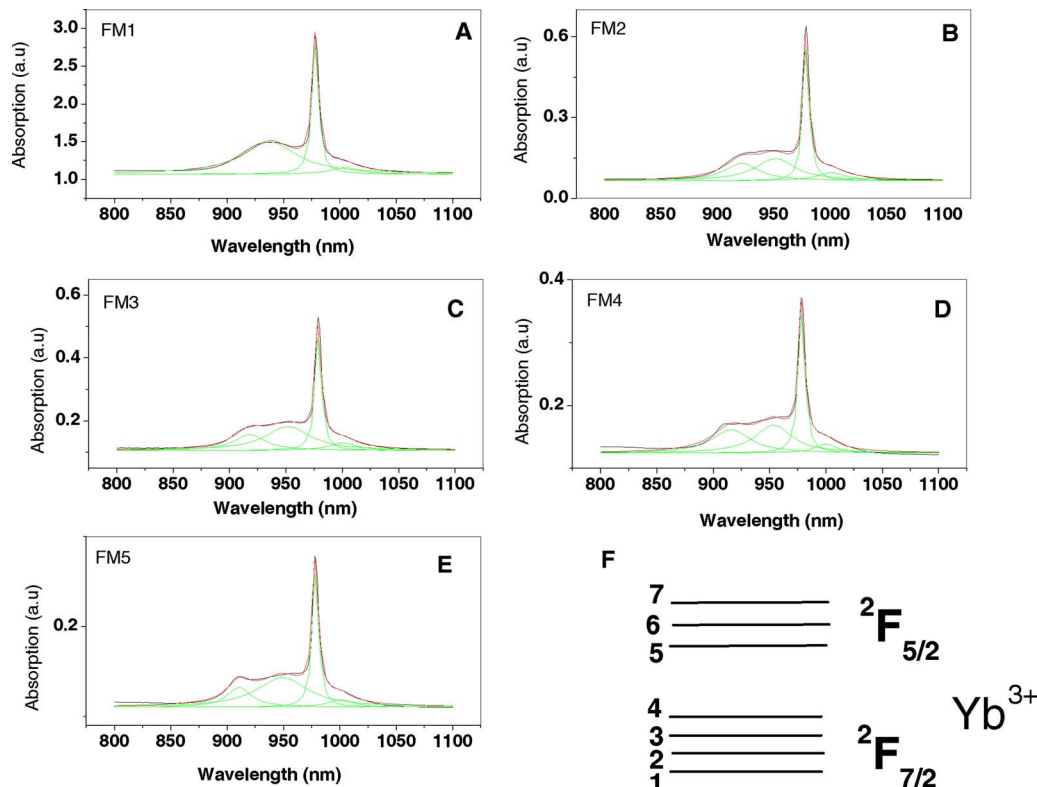 FM1
A
Absorption (a.u)
3.0
2.5
2.0
1.5
1.0
800 850 900 950 1000 1050 1100
Wavelength (nm)
FM2
B
Absorption (a.u)
0.6
0.3
0.0
800 850 900 950 1000 1050 1100
Wavelength (nm)
FM3
C
Absorption (a.u)
0.6
0.4
0.2
800 850 900 950 1000 1050 1100
Wavelength (nm)
FM4
D
Absorption (a.u)
0.4
0.2
800 850 900 950 1000 1050 1100
Wavelength (nm)
FM5
E
Absorption (a.u)
0.2
800 850 900 950 1000 1050 1100
Wavelength (nm)
F
7
6
5
²F5/2
4
3
2
1
²F7/2
Yb³⁺